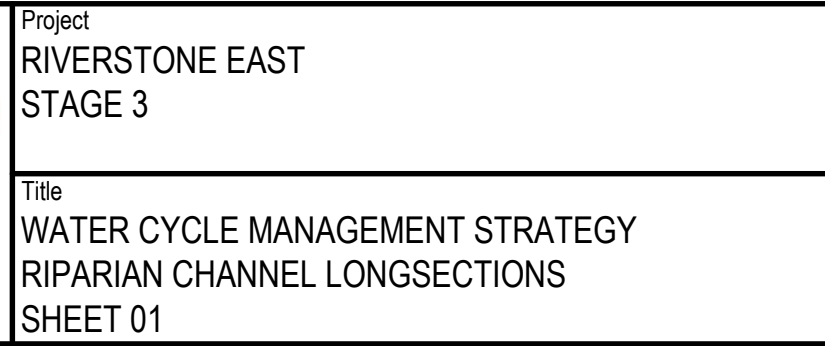 Project
RIVERSTONE EAST
STAGE 3
Title
WATER CYCLE MANAGEMENT STRATEGY
RIPARIAN CHANNEL LONGSECTIONS
SHEET 01